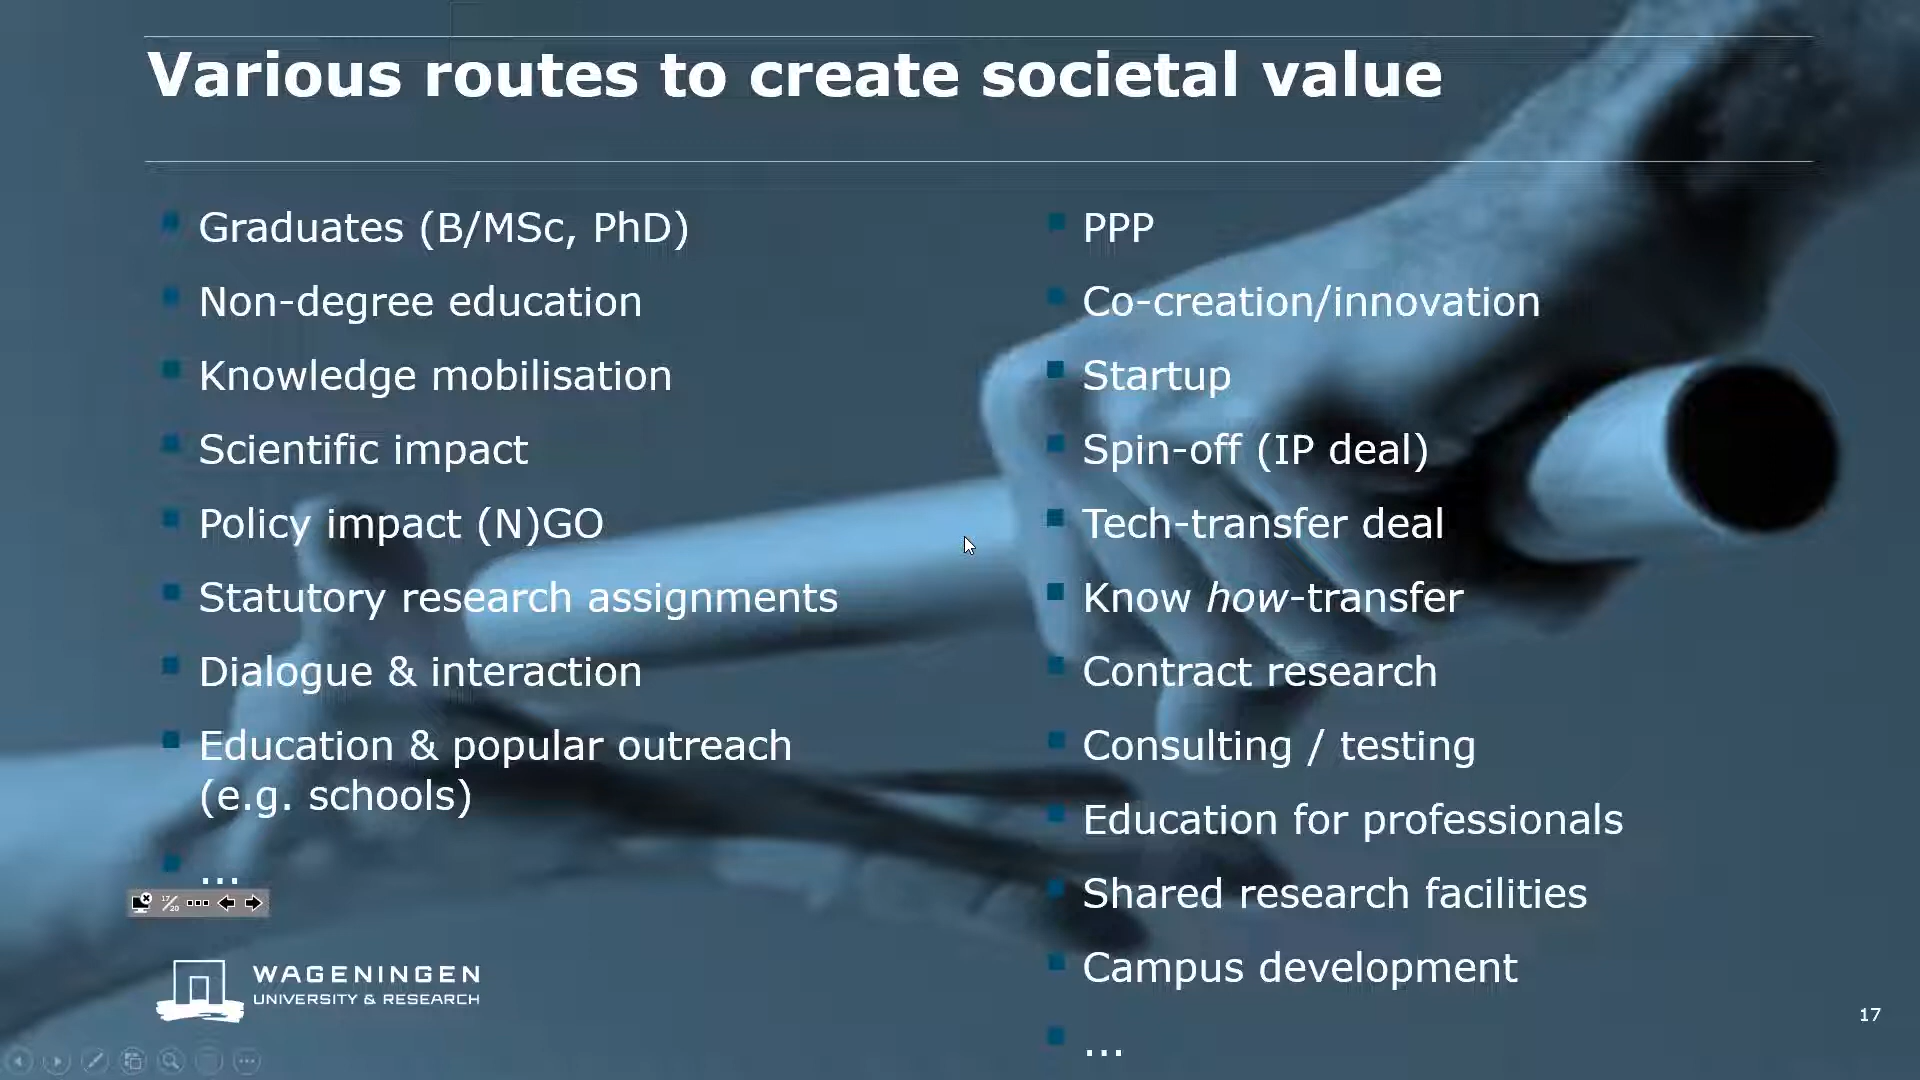 Various routes to create societal value
Graduates (B/MSc, PhD)
Non-degree education
Knowledge mobilisation
Scientific impact
Policy impact (N)GO
Statutory research assignments
Dialogue & interaction
Education & popular outreach
(e.g. schools)
...
PPP
Co-creation/innovation
Startup
Spin-off (IP deal)
Tech-transfer deal
Know how-transfer
Contract research
Consulting / testing
Education for professionals
Shared research facilities
Campus development
...
17/20
WAGENINGEN
UNIVERSITY & RESEARCH
17